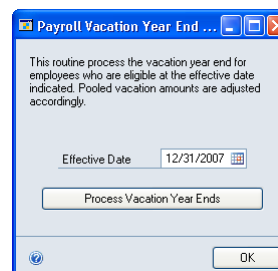 Payroll Vacation Year End ...
This routine process the vacation year end for
employees who are eligible at the effective date
indicated. Pooled vacation amounts are adjusted
accordingly.
Effective Date 12/31/2007
Process Vacation Year Ends
OK